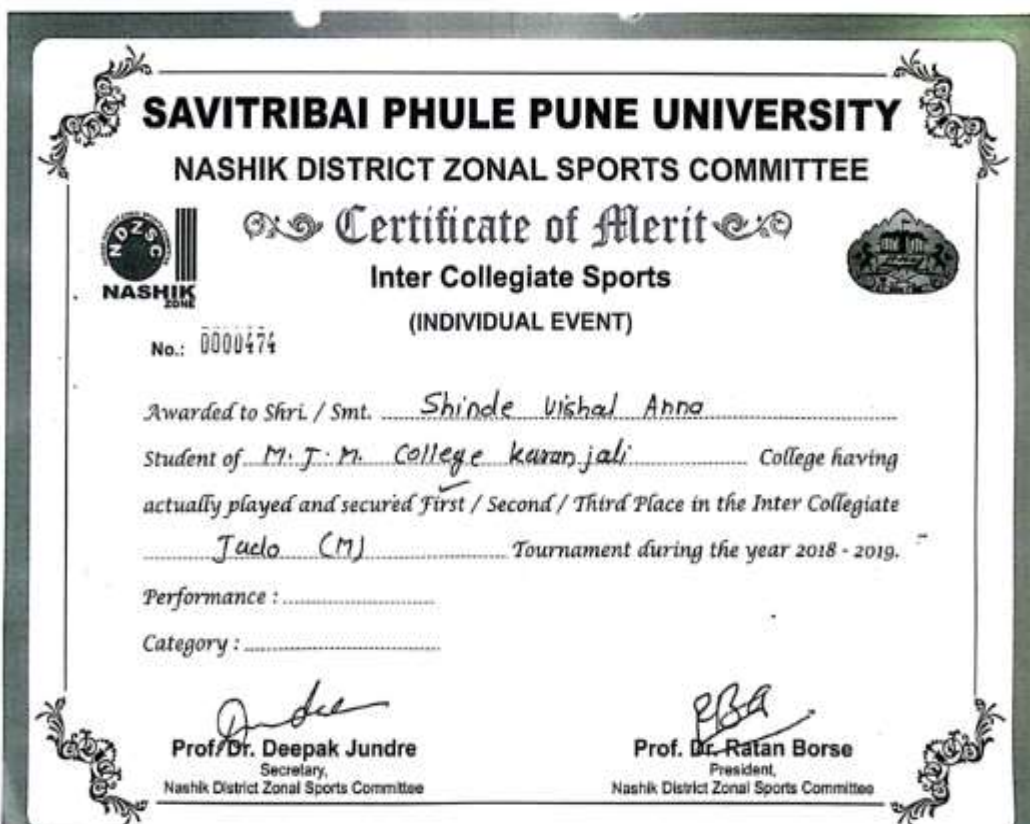 SAVITRIBAI PHULE PUNE UNIVERSITY
NASHIK DISTRICT ZONAL SPORTS COMMITTEE
Certificate of Merit
NDZSC
NASHIK
ZONE
Inter Collegiate Sports
(INDIVIDUAL EVENT)
No.: 0000474
Awarded to Shri. / Smt. Shinde Vishal Anna
Student of M.J.M. College karanjali College having
actually played and secured First / Second / Third Place in the Inter Collegiate
Judo (M) Tournament during the year 2018 - 2019.
Performance :
Category :
Prof. Dr. Deepak Jundre
Secretary,
Nashik District Zonal Sports Committee
Prof. Dr. Ratan Borse
President,
Nashik District Zonal Sports Committee